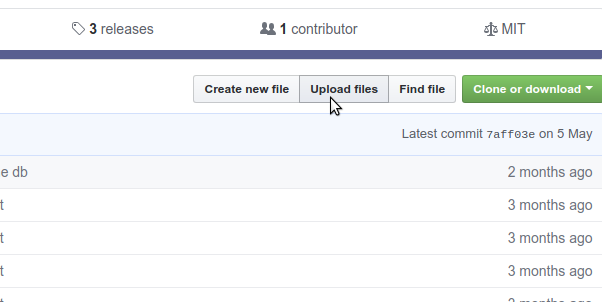 3 releases 1 contributor MIT
Create new file Upload files Find file Clone or download
Latest commit 7aff03e on 5 May
e db 2 months ago
t 3 months ago
t 3 months ago
t 3 months ago